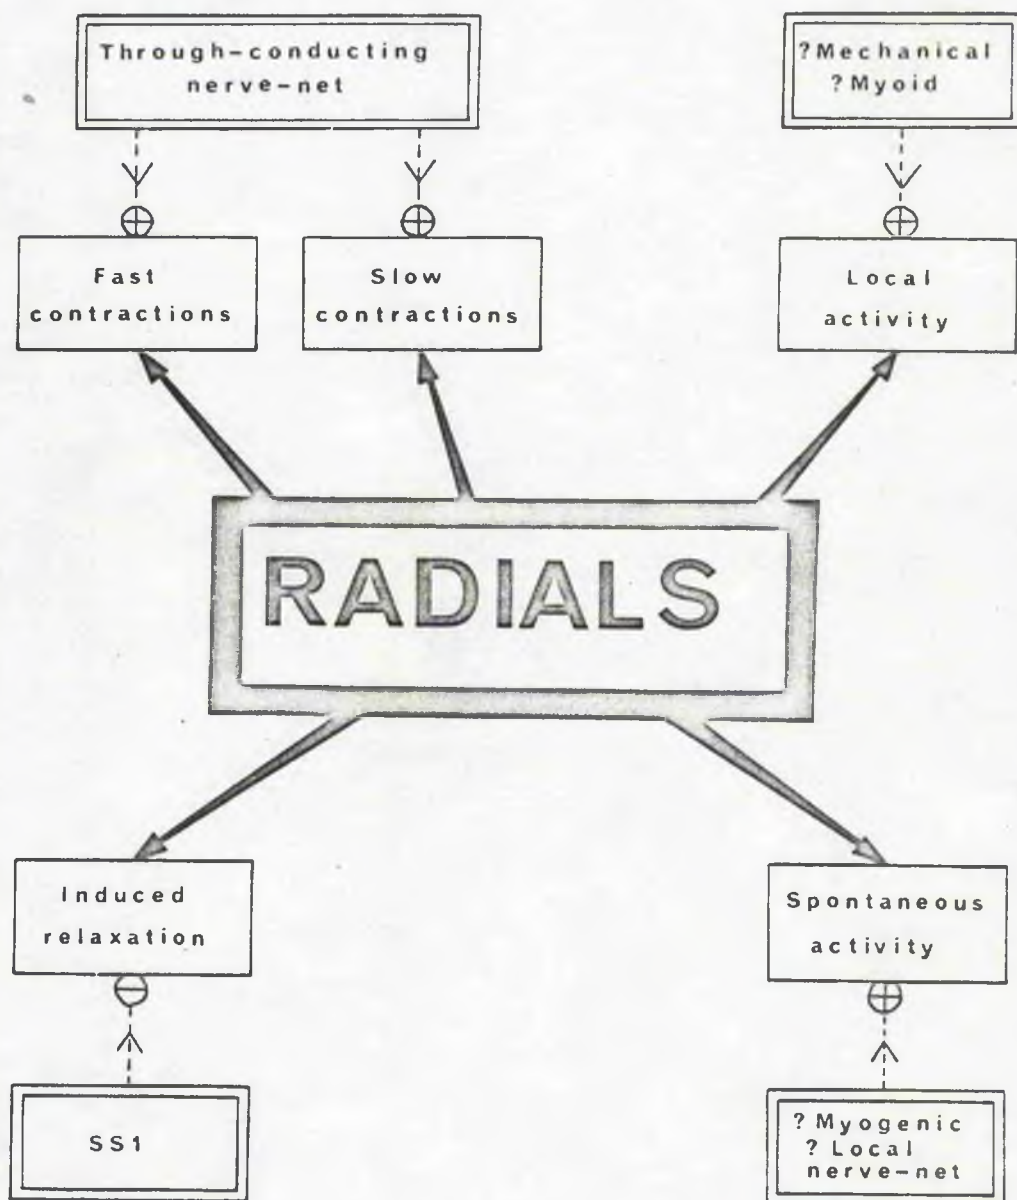 Through-conducting
nerve-net
?Mechanical
?Myoid
Fast
contractions
Slow
contractions
Local
activity
RADIALS
Induced
relaxation
Spontaneous
activity
SS1
? Myogenic
? Local
nerve-net